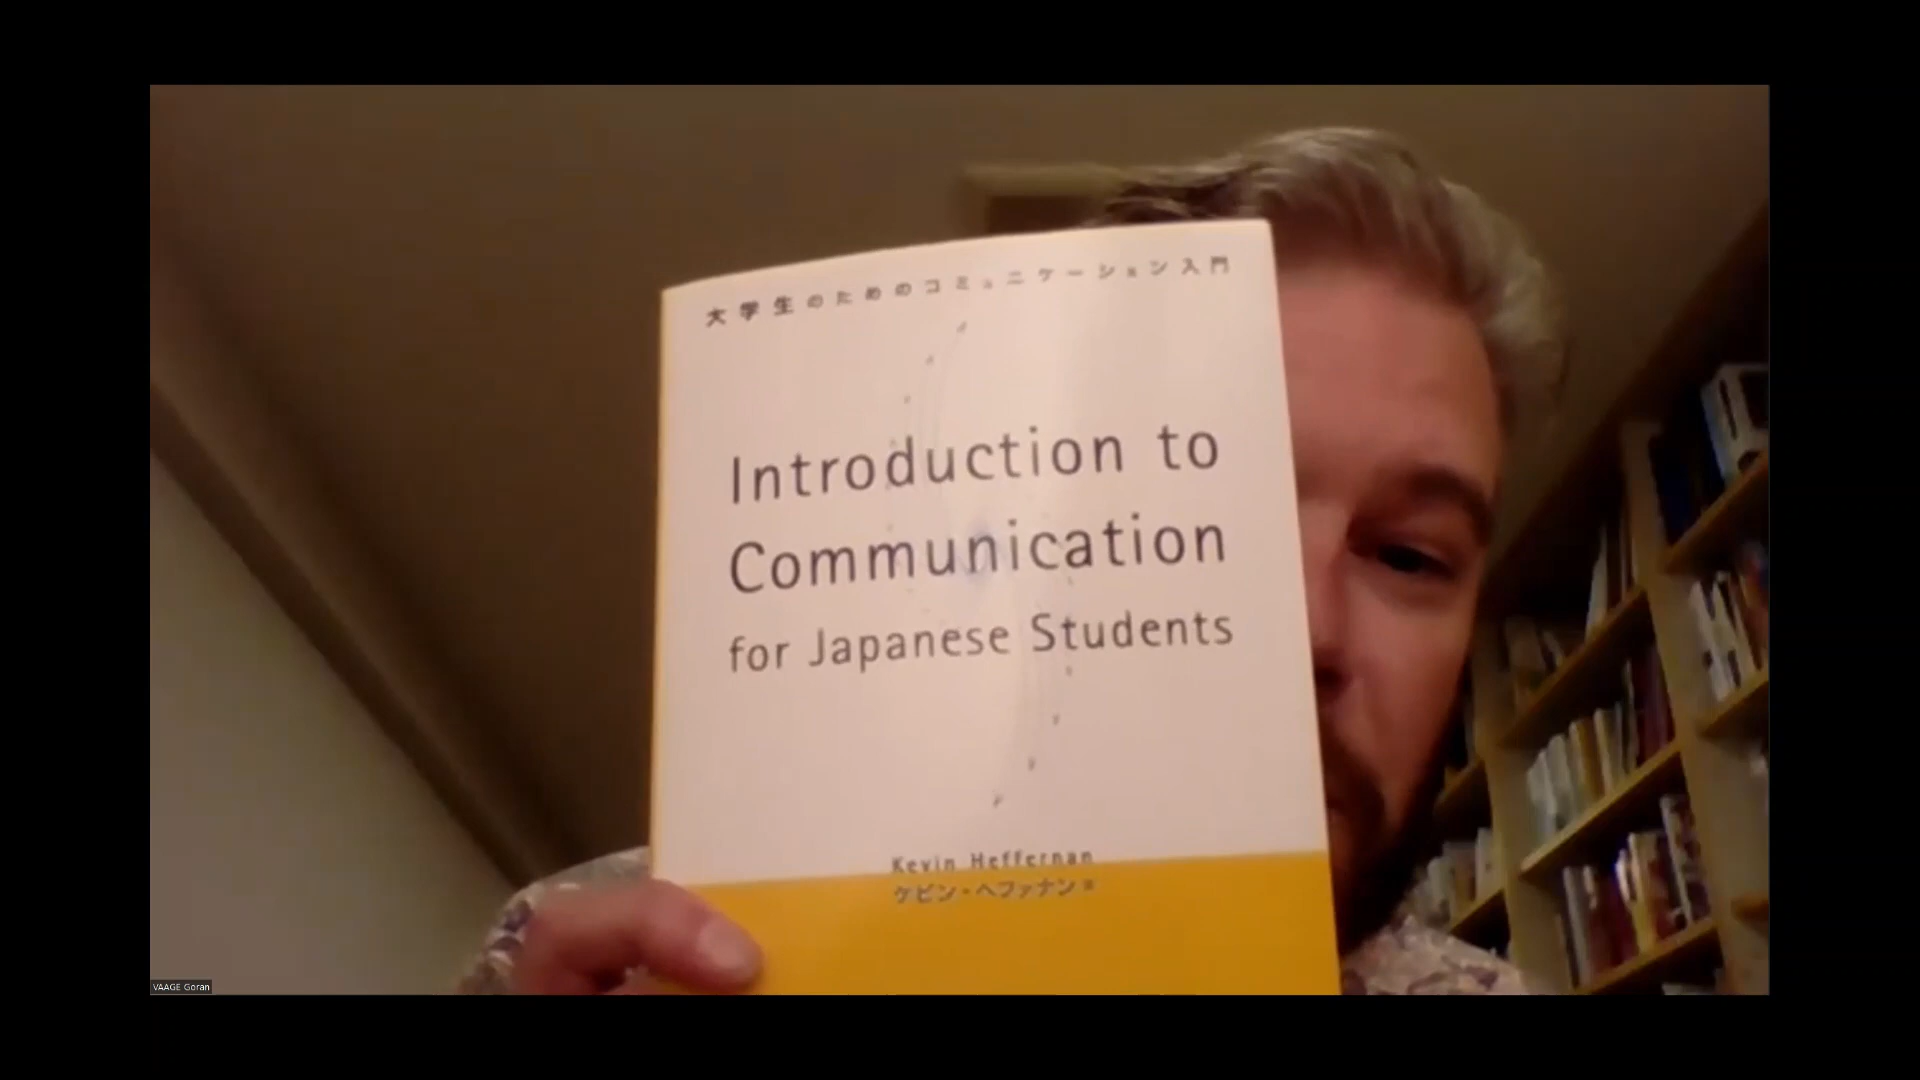 大学生のためのコミュニケーション入門
Introduction to
Communication
for Japanese Students
Kevin Heffernan
ケビン・ヘファナン 著
VAAGE Goran